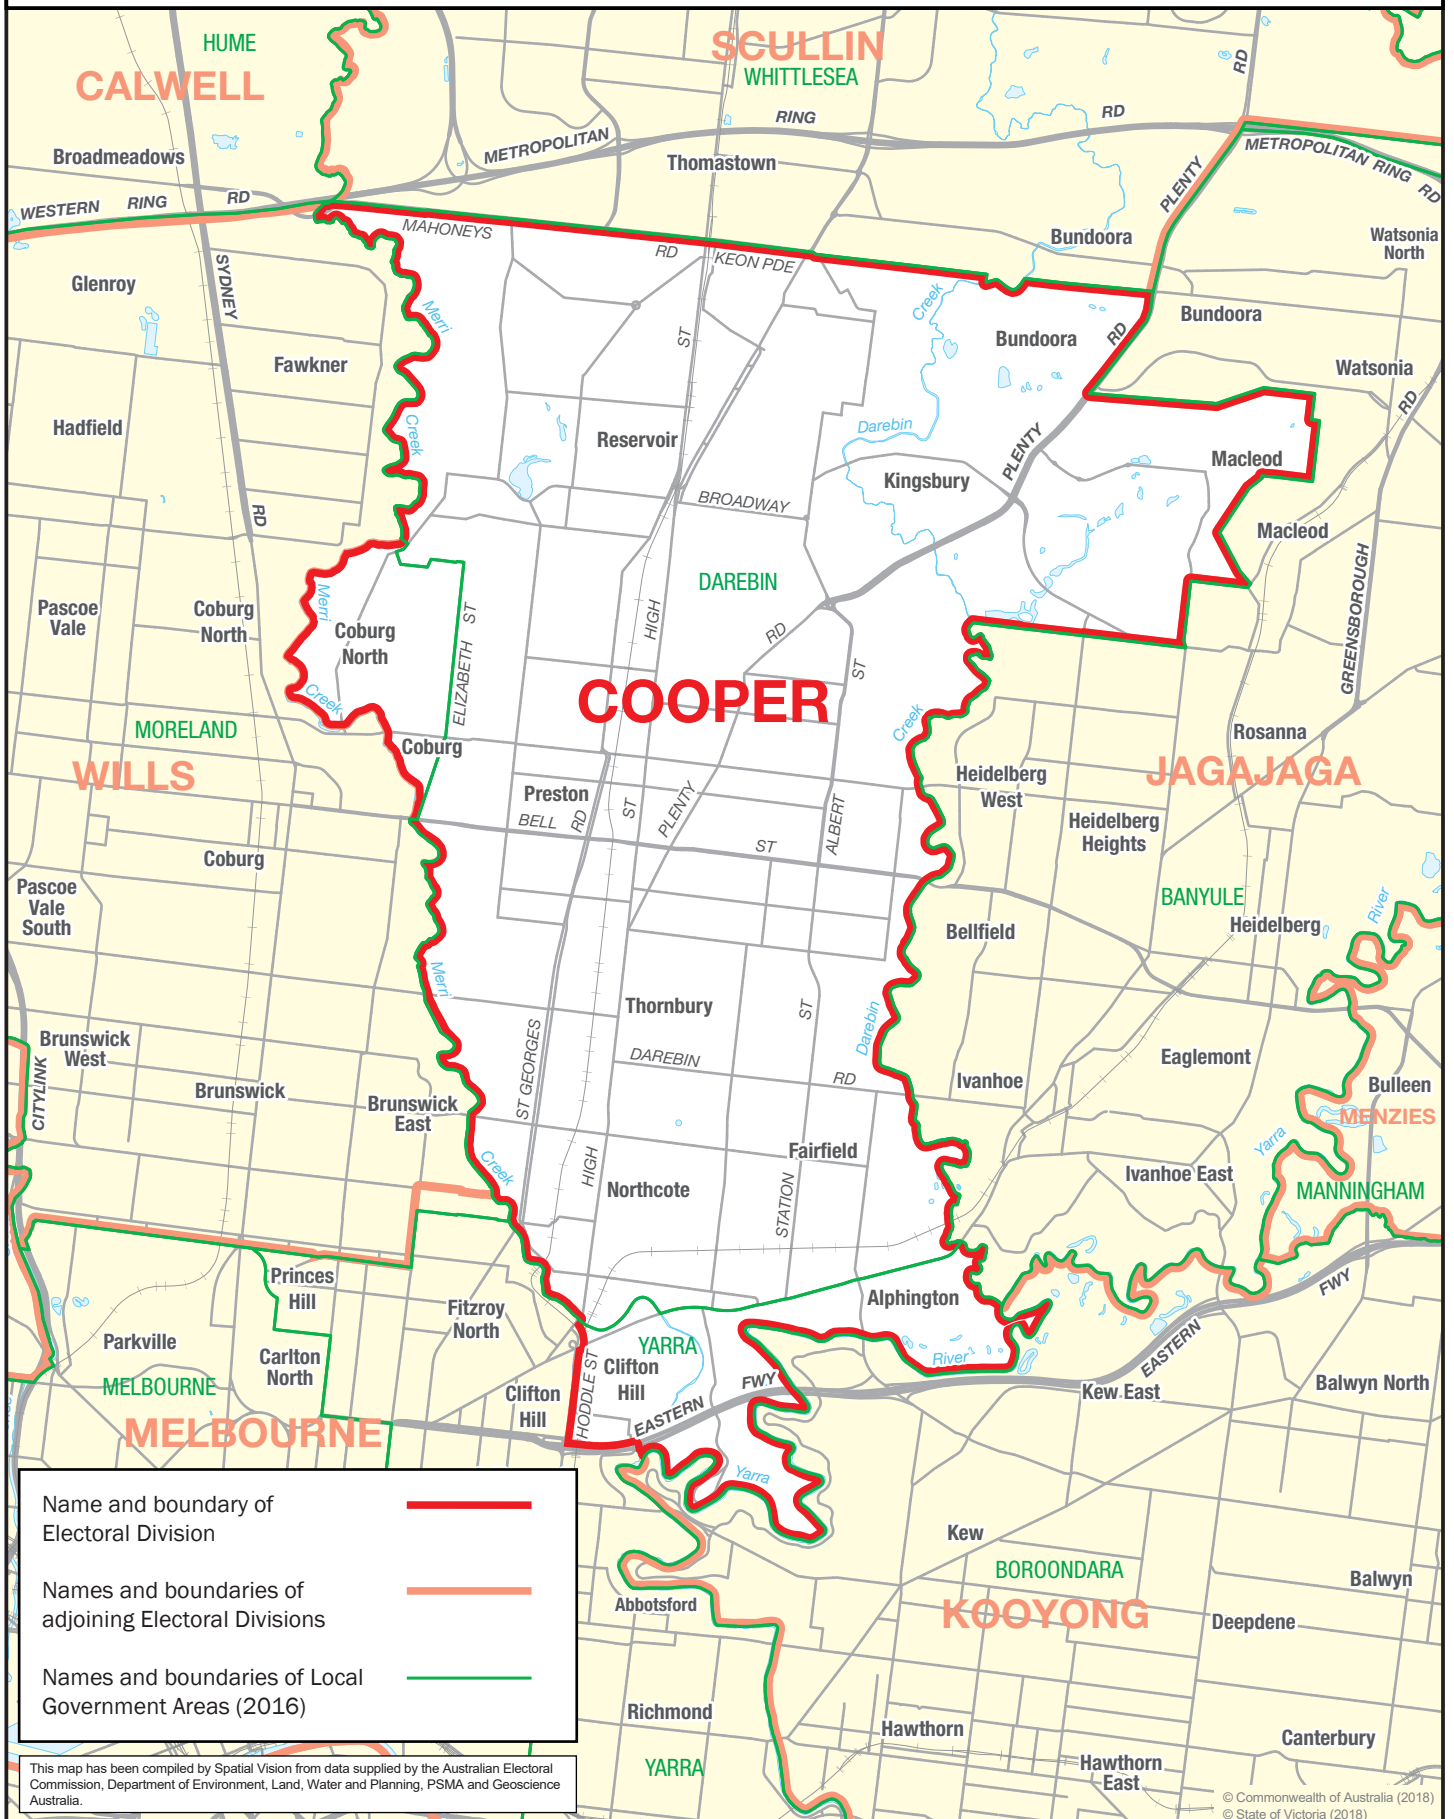 HUME
CALWELL
SCULLIN
WHITTLESEA
RD
RING
RD
METROPOLITAN
Broadmeadows
Thomastown
METROPOLITAN RING RD
PLENTY
WESTERN RING RD
MAHONEYS
RD
KEON PDE
Bundoora
Watsonia
North
Glenroy
SYDNEY
Merri
Creek
Bundoora
Bundoora
RD
ST
Fawkner
Watsonia
RD
Hadfield
Creek
Darebin
Reservoir
PLENTY
Macleod
Kingsbury
BROADWAY
RD
Macleod
GREENSBOROUGH
DAREBIN
Pascoe
Vale
Coburg
North
Merri
Coburg
North
ST
ELIZABETH
HIGH
RD
ST
Creek
COOPER
Creek
MORELAND
WILLS
Coburg
Rosanna
JAGAJAGA
Heidelberg
West
Preston
BELL
RD
ST
PLENTY
ALBERT
ST
Heidelberg
Heights
Coburg
Pascoe
Vale
South
BANYULE
River
Heidelberg
Bellfield
Merri
Thornbury
ST
Darebin
ST GEORGES
DAREBIN
RD
Brunswick
West
CITYLINK
Brunswick
Brunswick
East
Ivanhoe
Eaglemont
Bulleen
MENZIES
Yarra
Creek
HIGH
Fairfield
Northcote
STATION
Ivanhoe East
MANNINGHAM
Princes
Hill
Fitzroy
North
Alphington
FWY
Parkville
Carlton
North
YARRA
Clifton
Hill
River
EASTERN
MELBOURNE
HODDLE ST
FWY
Kew East
Balwyn North
Clifton
Hill
EASTERN
MELBOURNE
Yarra
Name and boundary of
Electoral Division
Names and boundaries of
adjoining Electoral Divisions
Names and boundaries of Local
Government Areas (2016)
Kew
BOROONDARA
KOOYONG
Balwyn
Abbotsford
Deepdene
Richmond
Hawthorn
Canterbury
YARRA
Hawthorn
East
This map has been compiled by Spatial Vision from data supplied by the Australian Electoral
Commission, Department of Environment, Land, Water and Planning, PSMA and Geoscience
Australia.
© Commonwealth of Australia (2018)
© State of Victoria (2018)